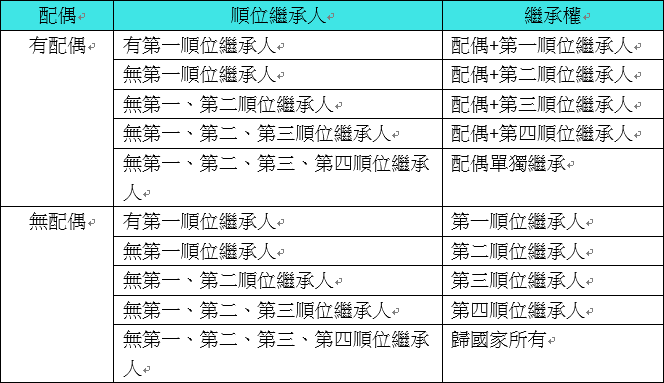 配偶 順位繼承人 繼承權
有配偶 有第一順位繼承人 配偶+第一順位繼承人
無第一順位繼承人 配偶+第二順位繼承人
無第一、第二順位繼承人 配偶+第三順位繼承人
無第一、第二、第三順位繼承人 配偶+第四順位繼承人
無第一、第二、第三、第四順位繼承 配偶單獨繼承
人
無配偶 有第一順位繼承人 第一順位繼承人
無第一順位繼承人 第二順位繼承人
無第一、第二順位繼承人 第三順位繼承人
無第一、第二、第三順位繼承人 第四順位繼承人
無第一、第二、第三、第四順位繼承 歸國家所有
人